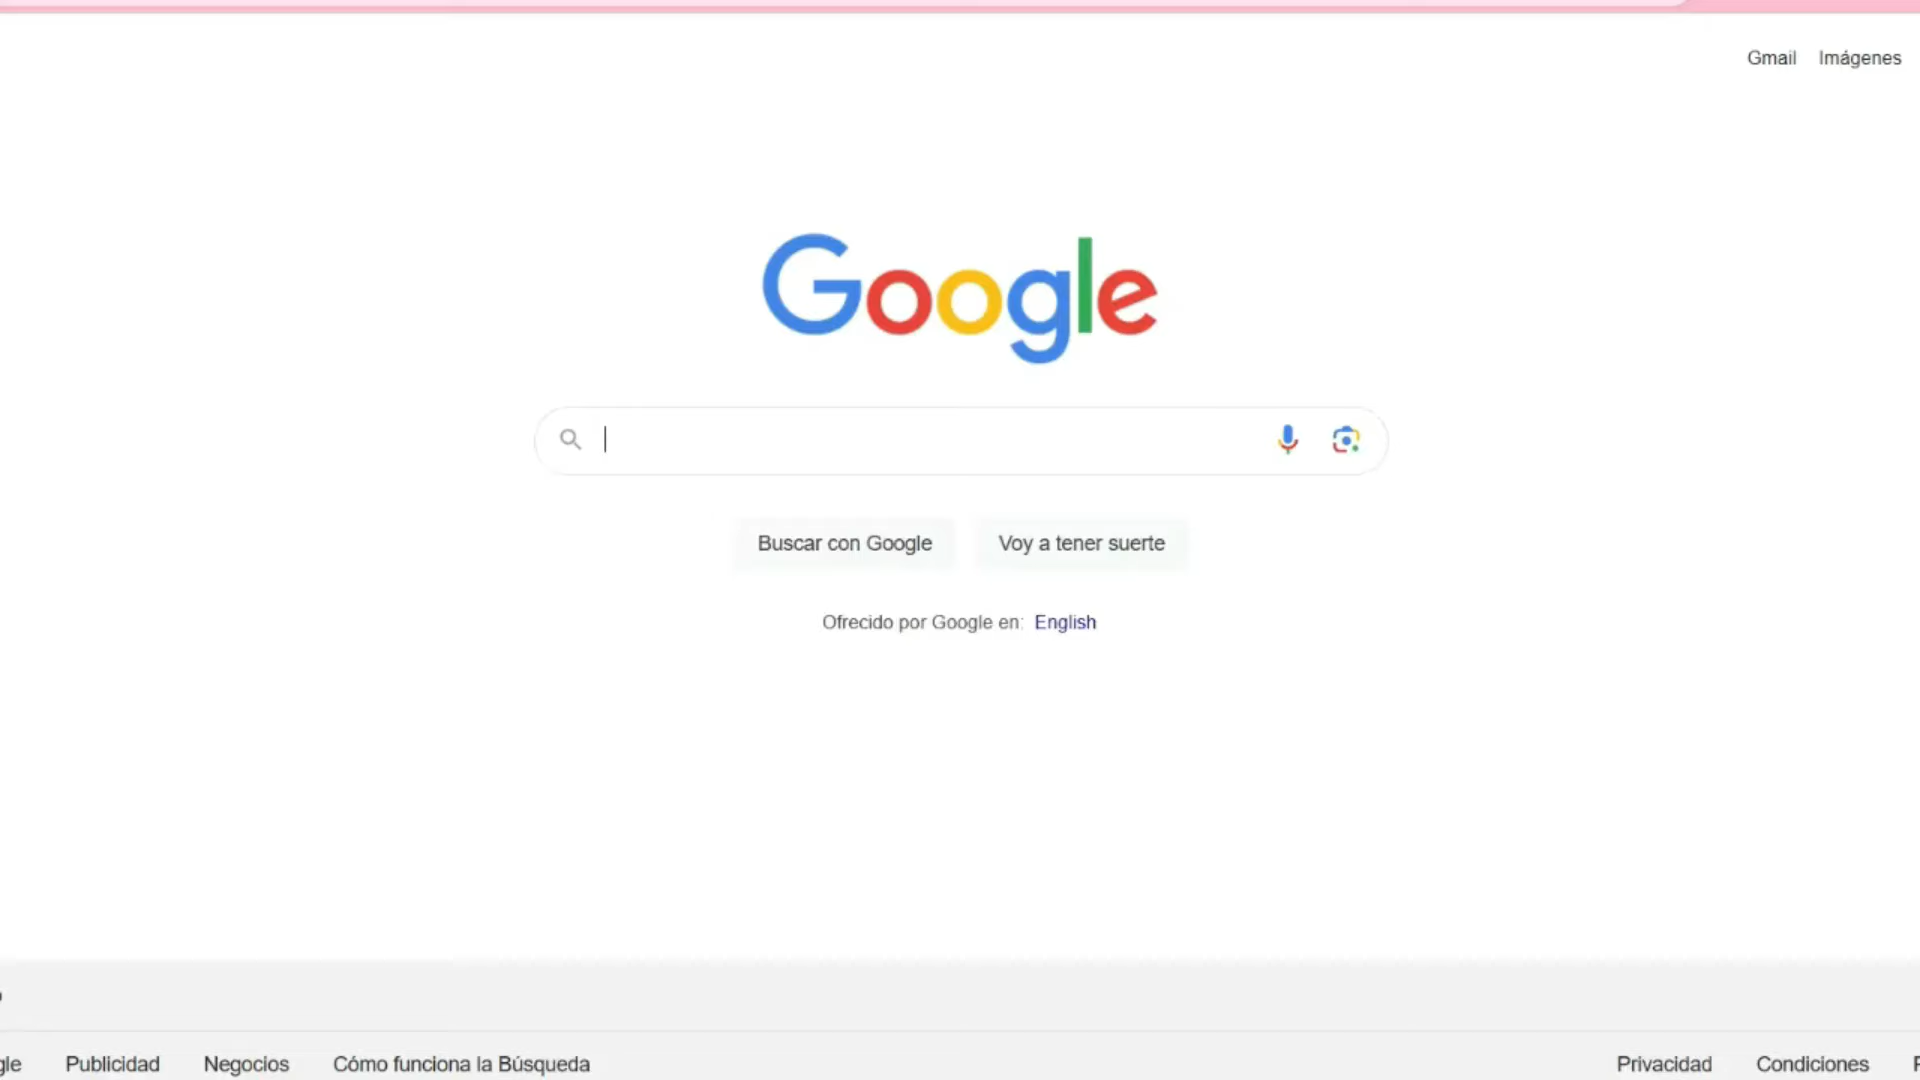 Gmail Imágenes
Google
Buscar con Google Voy a tener suerte
Ofrecido por Google en: English
Publicidad Negocios Cómo funciona la Búsqueda Privacidad Condiciones